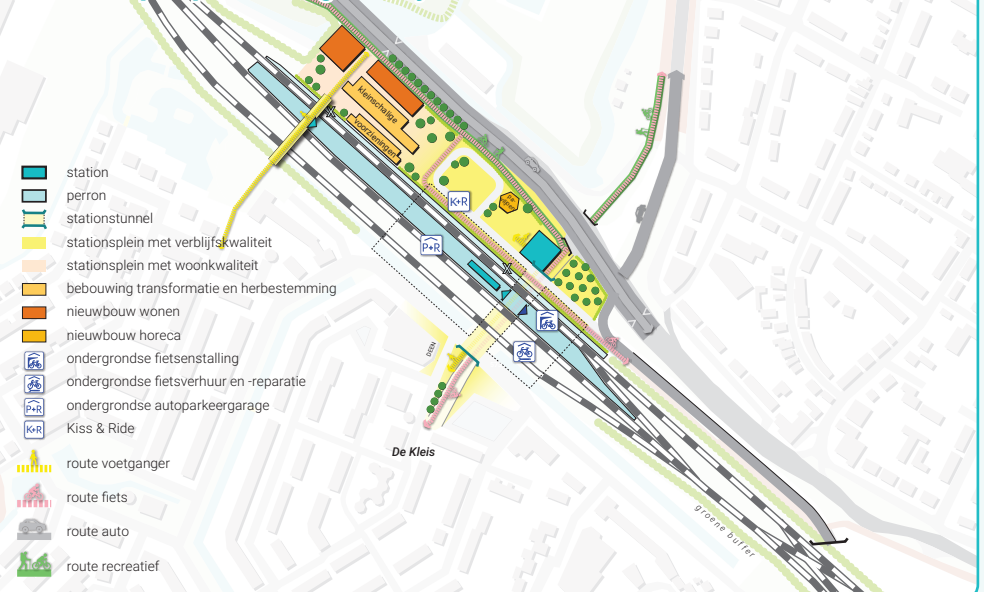 kleinschalige
voorzieningen
K+R
P+R
station
perron
stationstunnel
stationsplein met verblijfskwaliteit
stationsplein met woonkwaliteit
bebouwing transformatie en herbestemming
nieuwbouw wonen
nieuwbouw horeca
ondergrondse fietsenstalling
ondergrondse fietsverhuur en -reparatie
P+R ondergrondse autoparkeergarage
K+R Kiss & Ride
route voetganger
route fiets
route auto
route recreatief
DEEN
De Kleis
groene buffer